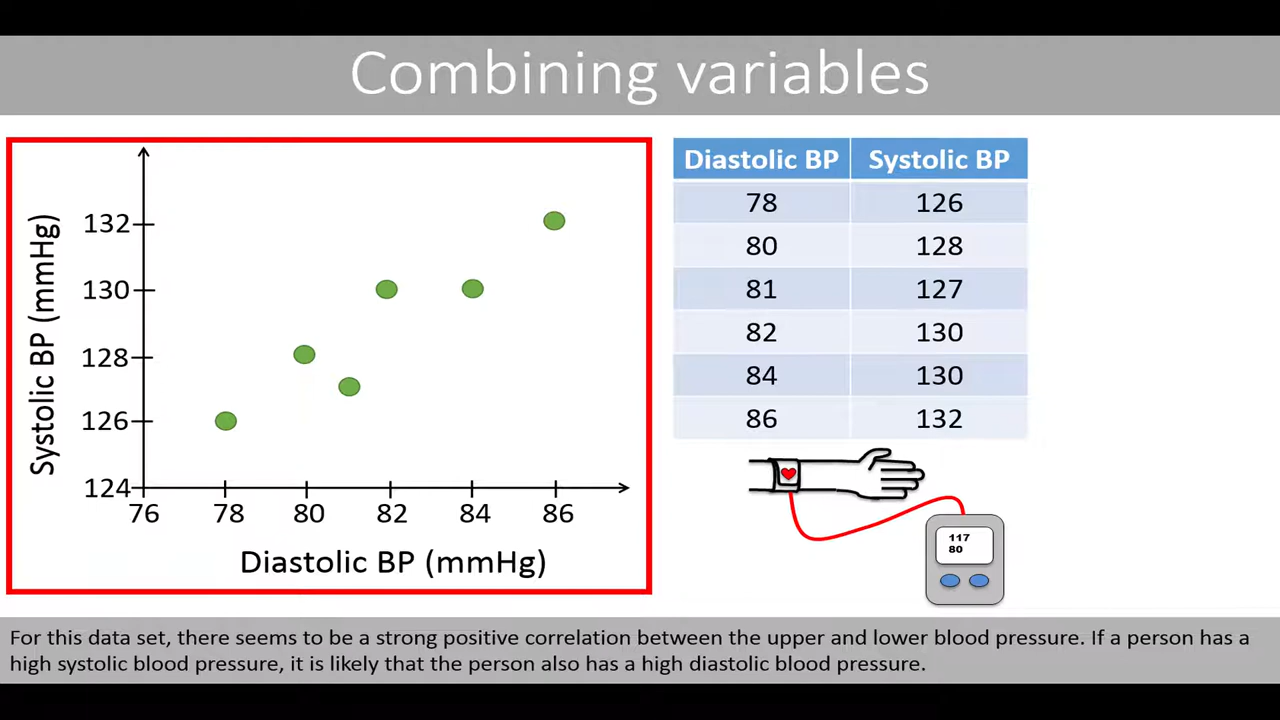 Combining variables
Systolic BP (mmHg)
132
130
128
126
124
76 78 80 82 84 86
Diastolic BP (mmHg)
Diastolic BP Systolic BP
78 126
80 128
81 127
82 130
84 130
86 132
117
80
For this data set, there seems to be a strong positive correlation between the upper and lower blood pressure. If a person has a
high systolic blood pressure, it is likely that the person also has a high diastolic blood pressure.